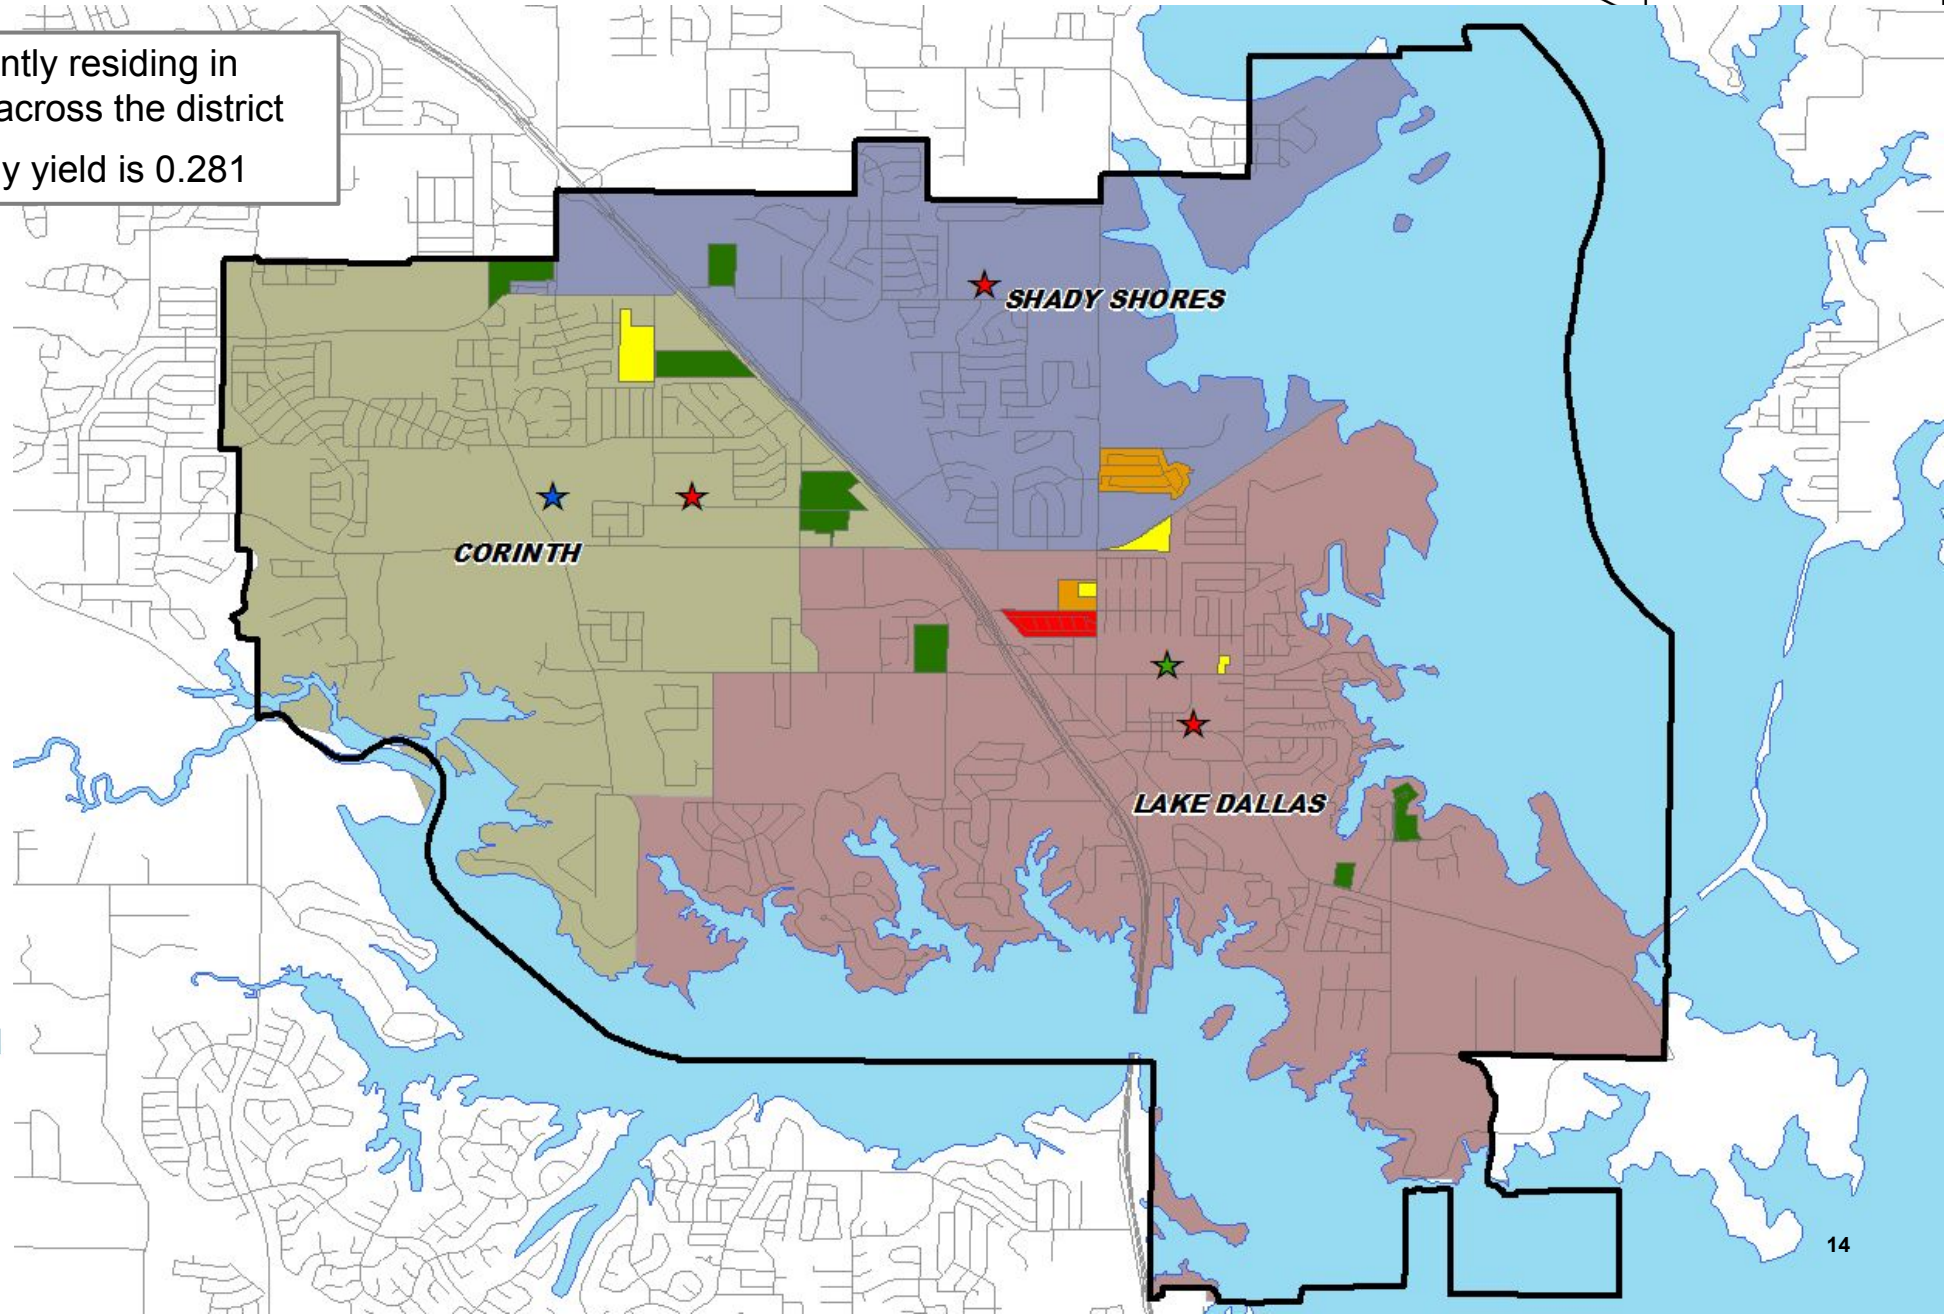 ntly residing in
across the district
y yield is 0.281
SHADY SHORES
CORINTH
LAKE DALLAS
14